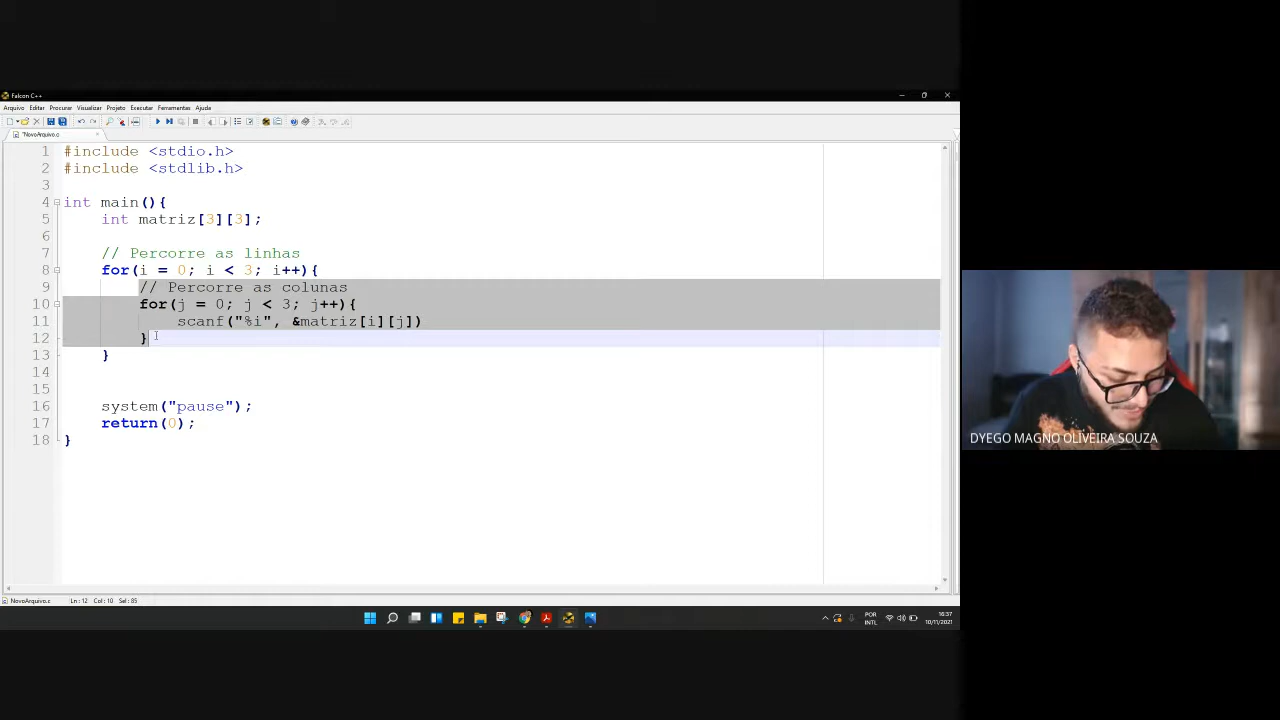 Falcon C++
Arquivo Editar Procurar Visualizar Projeto Executar Ferramentas Ajuda
*NovoArquivo.c
1 #include <stdio.h>
2 #include <stdlib.h>
3
4 int main(){
5 int matriz[3][3];
6
7 // Percorre as linhas
8 for(i = 0; i < 3; i++){
9 // Percorre as colunas
10 for(j = 0; j < 3; j++){
11 scanf("%i", &matriz[i][j])
12 }
13 }
14
15
16 system("pause");
17 return(0);
18 }
NovoArquivo.c Ln : 12 Col : 10 Sel : 85
POR
INTL
16:37
10/11/2021
DYEGO MAGNO OLIVEIRA SOUZA